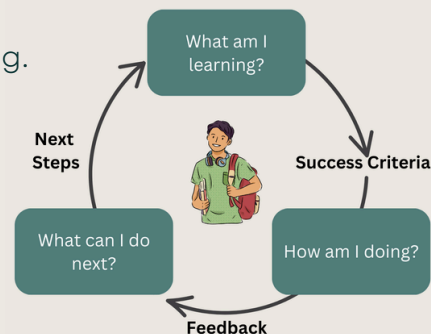 What am I
learning?
g.
Next
Steps
Success Criteria
What can I do
next?
How am I doing?
Feedback